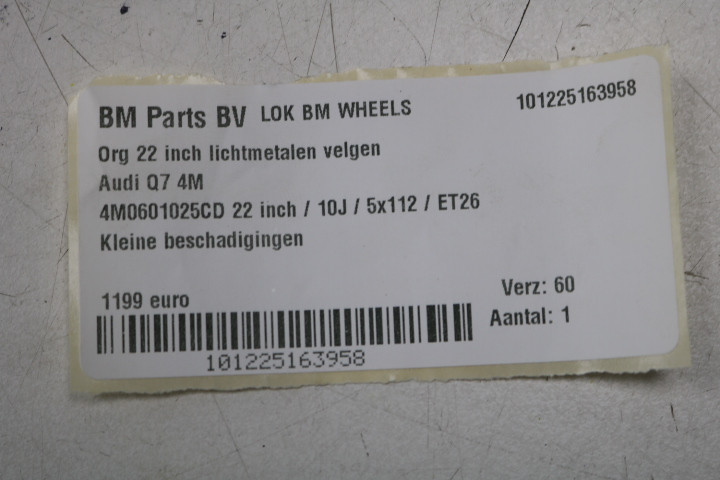 BM Parts BV LOK BM WHEELS 101225163958
Org 22 inch lichtmetalen velgen
Audi Q7 4M
4M0601025CD 22 inch / 10J / 5x112 / ET26
Kleine beschadigingen
1199 euro Verz: 60
Aantal: 1
101225163958